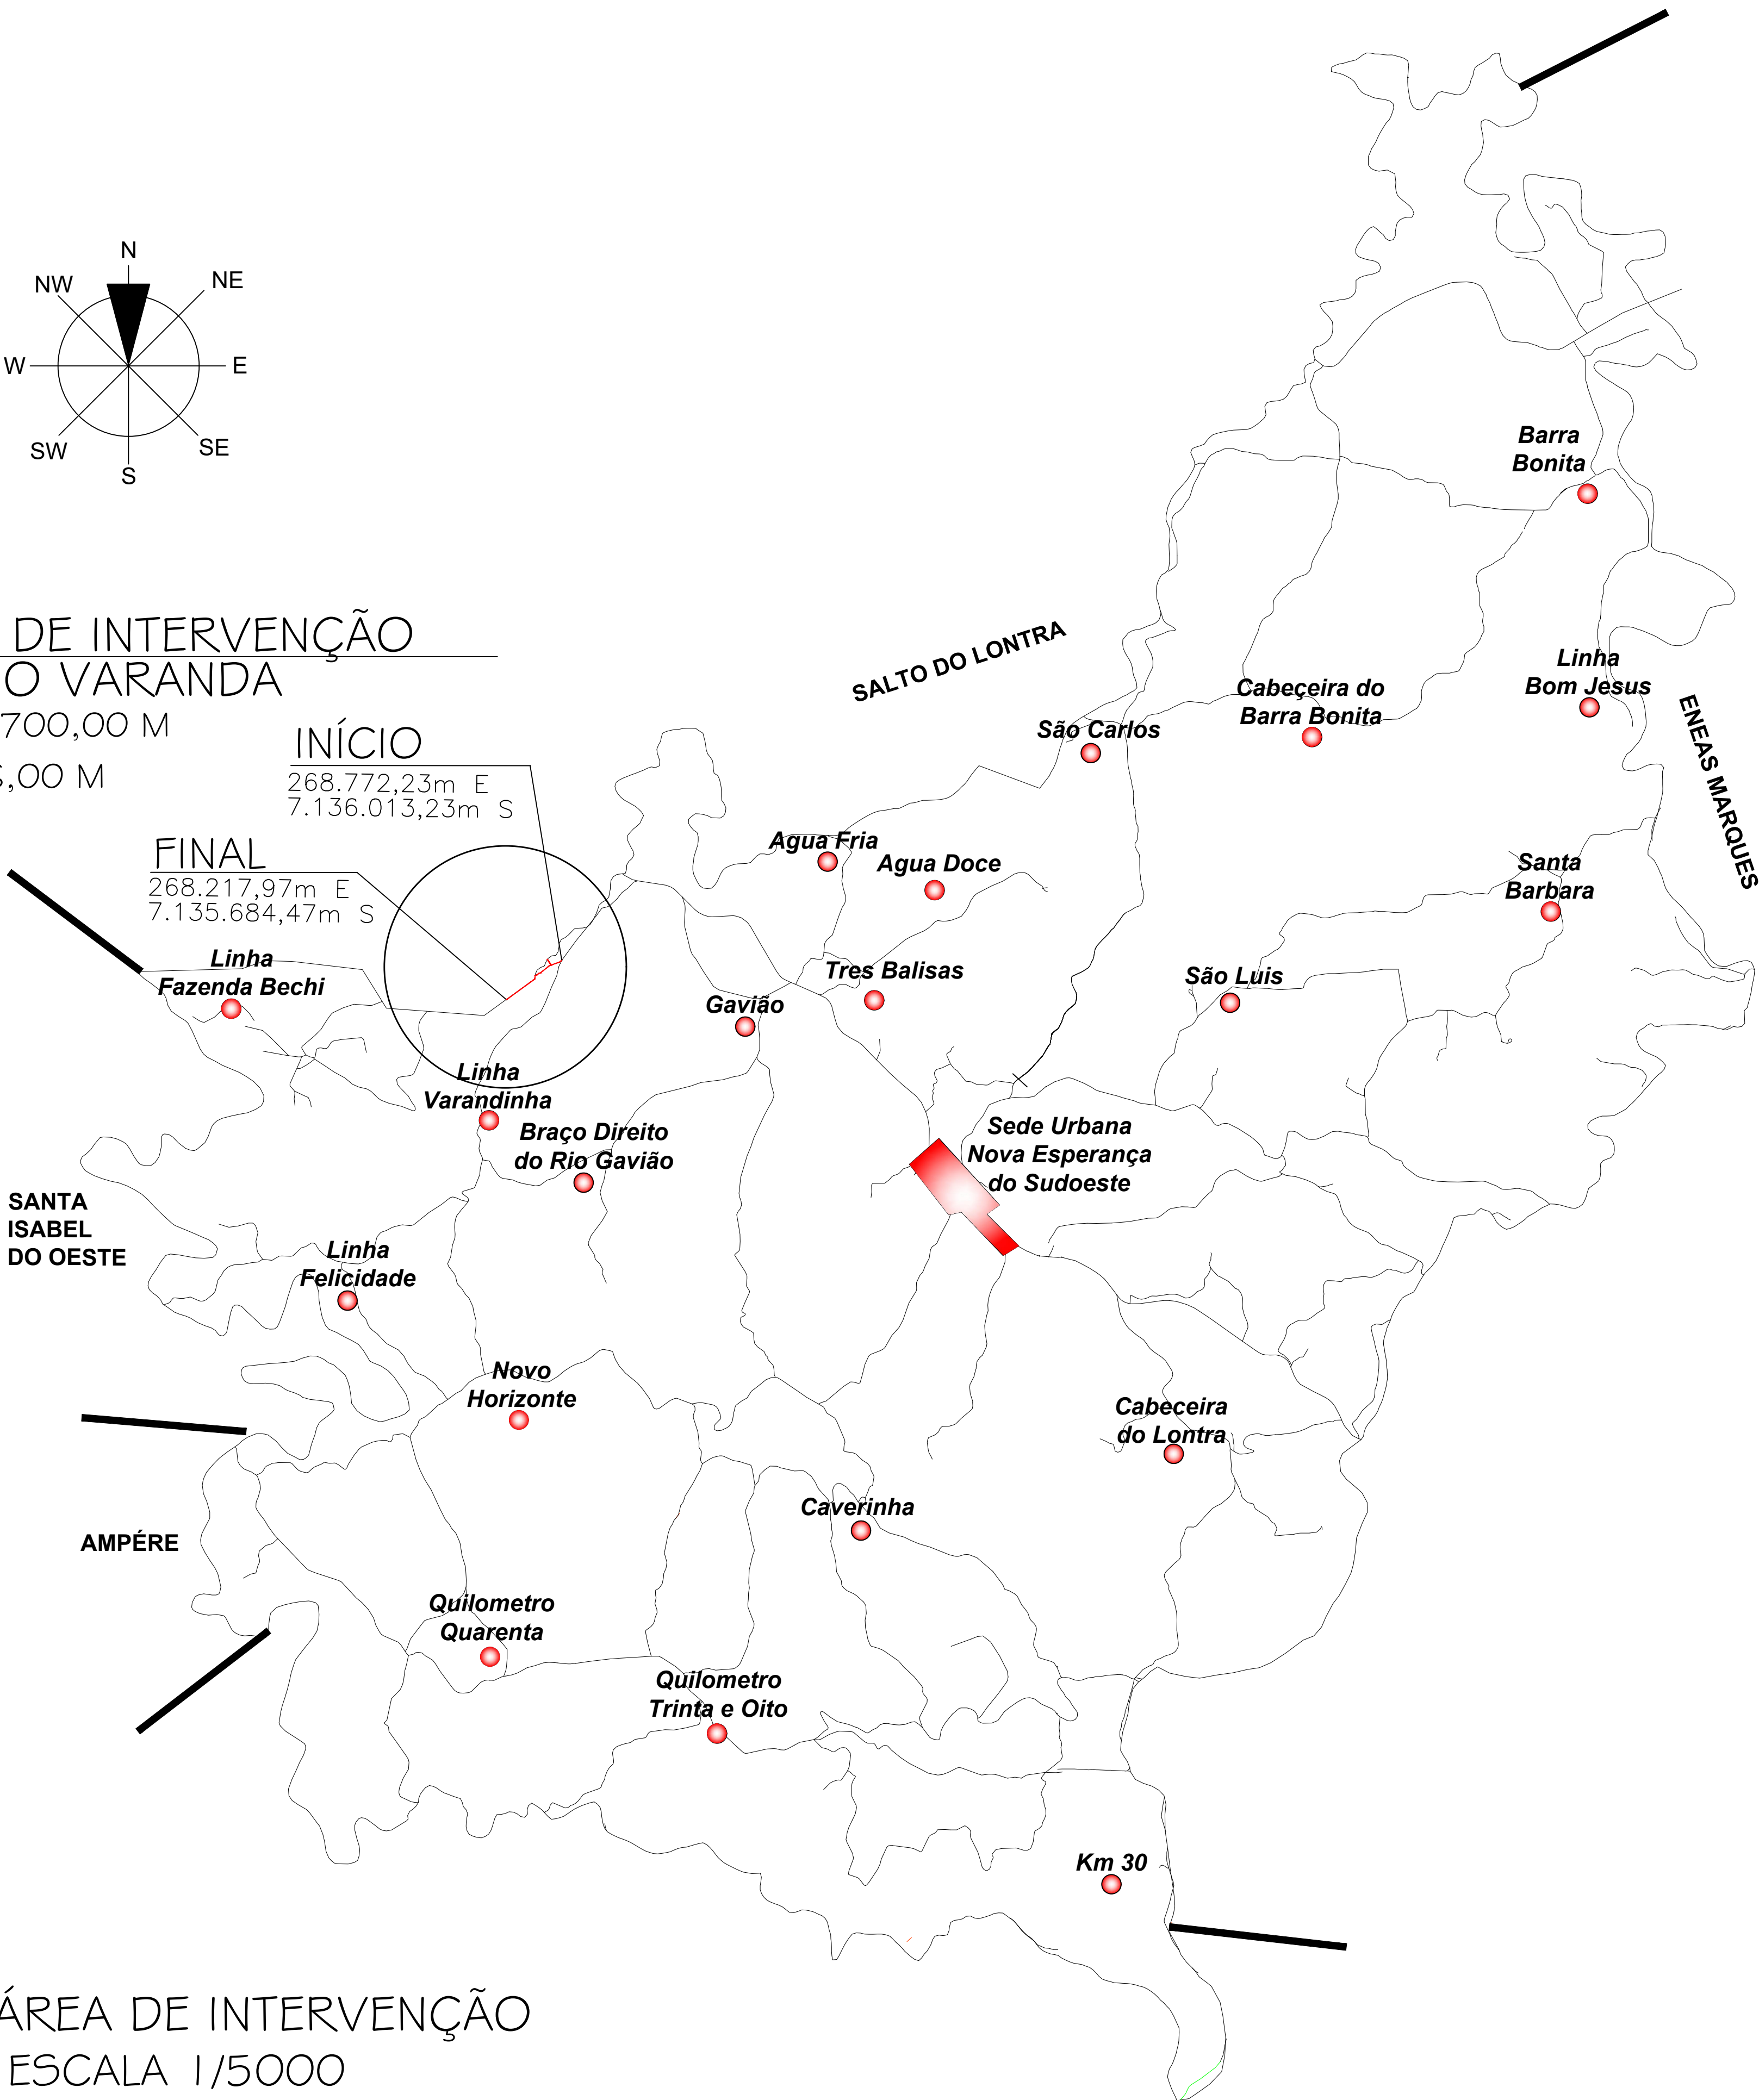 N
NW
NE
W
E
SW
SE
S
Barra
Bonita
DE INTERVENÇÃO
O VARANDA
700,00 M
,00 M
SALTO DO LONTRA
Linha
Bom Jesus
Cabeçeira do
Barra Bonita
ENEAS MARQUES
São Carlos
INÍCIO
268.772,23m E
7.136.013,23m S
FINAL
268.217,97m E
7.135.684,47m S
Agua Fria
Agua Doce
Santa
Barbara
Linha
Fazenda Bechi
Tres Balisas
São Luis
Gavião
Linha
Varandinha
Braço Direito
do Rio Gavião
Sede Urbana
Nova Esperança
do Sudoeste
SANTA
ISABEL
DO OESTE
Linha
Felicidade
Novo
Horizonte
Cabeceira
do Lontra
Caverinha
AMPÉRE
Quilometro
Quarenta
Quilometro
Trinta e Oito
Km 30
ÁREA DE INTERVENÇÃO
ESCALA 1/5000